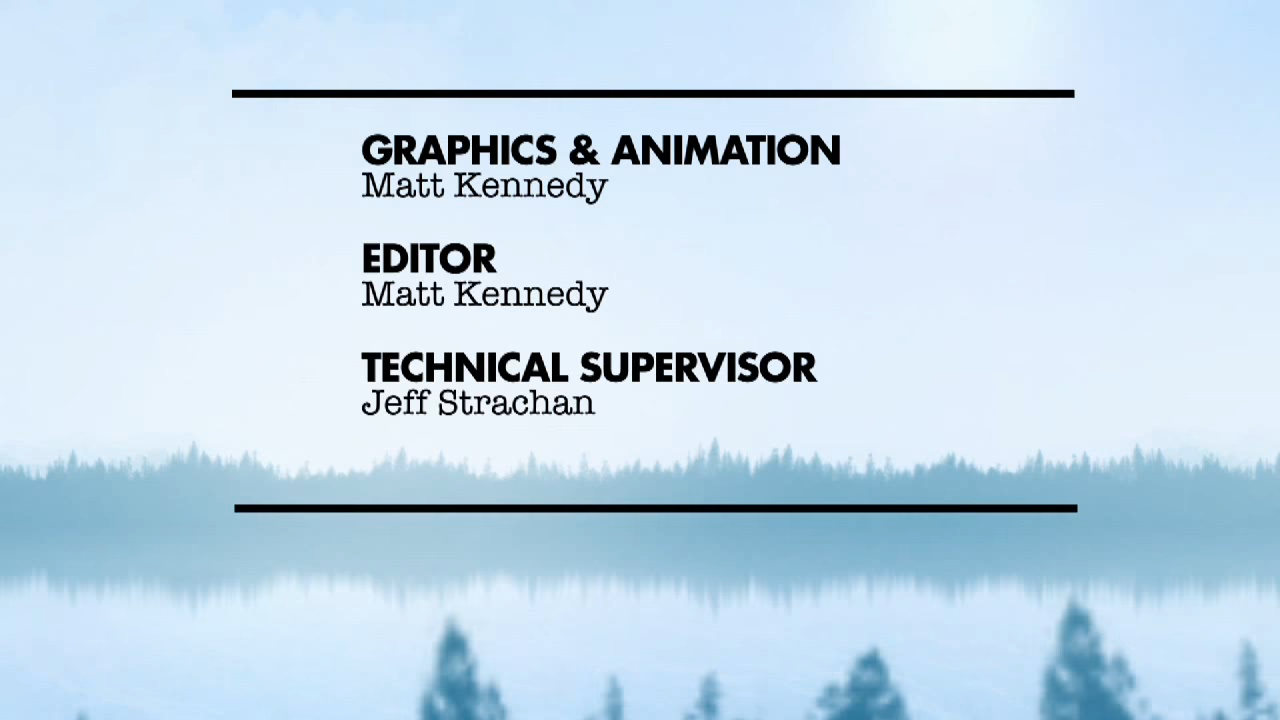 GRAPHICS & ANIMATION
Matt Kennedy
EDITOR
Matt Kennedy
TECHNICAL SUPERVISOR
Jeff Strachan